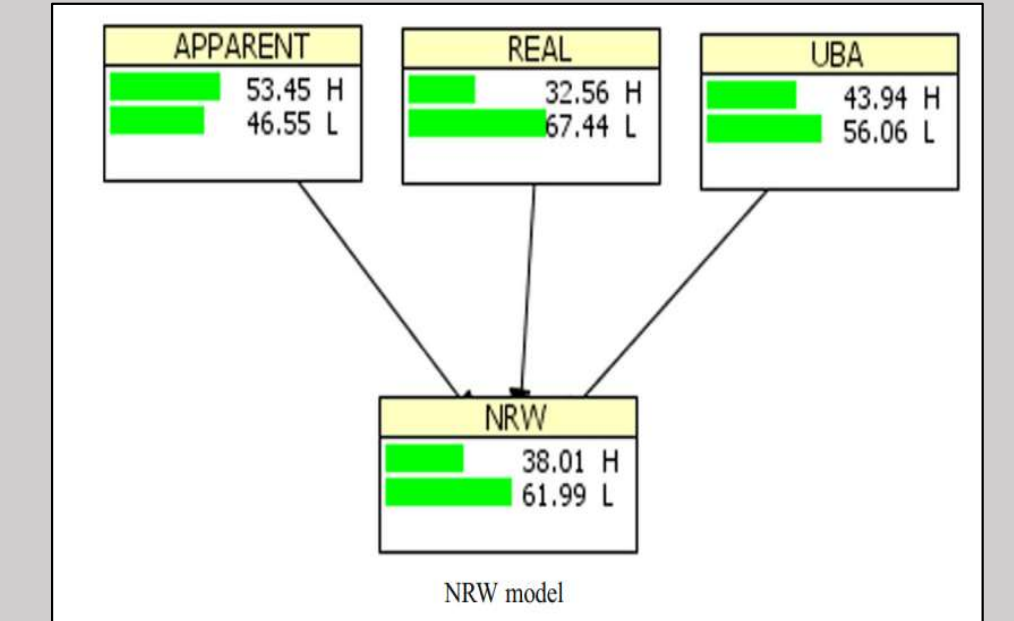 APPARENT
53.45 H
46.55 L
REAL
32.56 H
67.44 L
UBA
43.94 H
56.06 L
NRW
38.01 H
61.99 L
NRW model